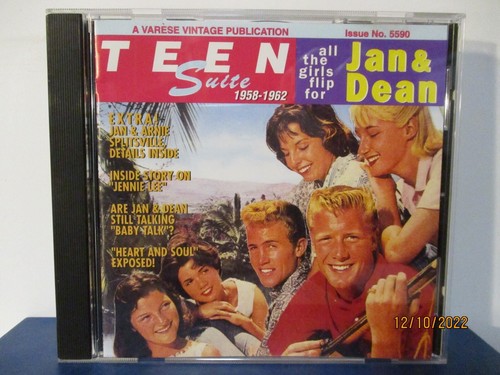 A VARÈSE VINTAGE PUBLICATION
Issue No. 5590
TEEN
Suite
1958-1962
all
the
girls
flip
for
Jan &
Dean
EXTRA!
JAN & ARNIE
SPLITSVILLE,
DETAILS INSIDE
INSIDE STORY ON
"JENNIE LEE"
ARE JAN & DEAN
STILL TALKING
"BABY TALK"?
"HEART AND SOUL"
EXPOSED!
12/10/2022